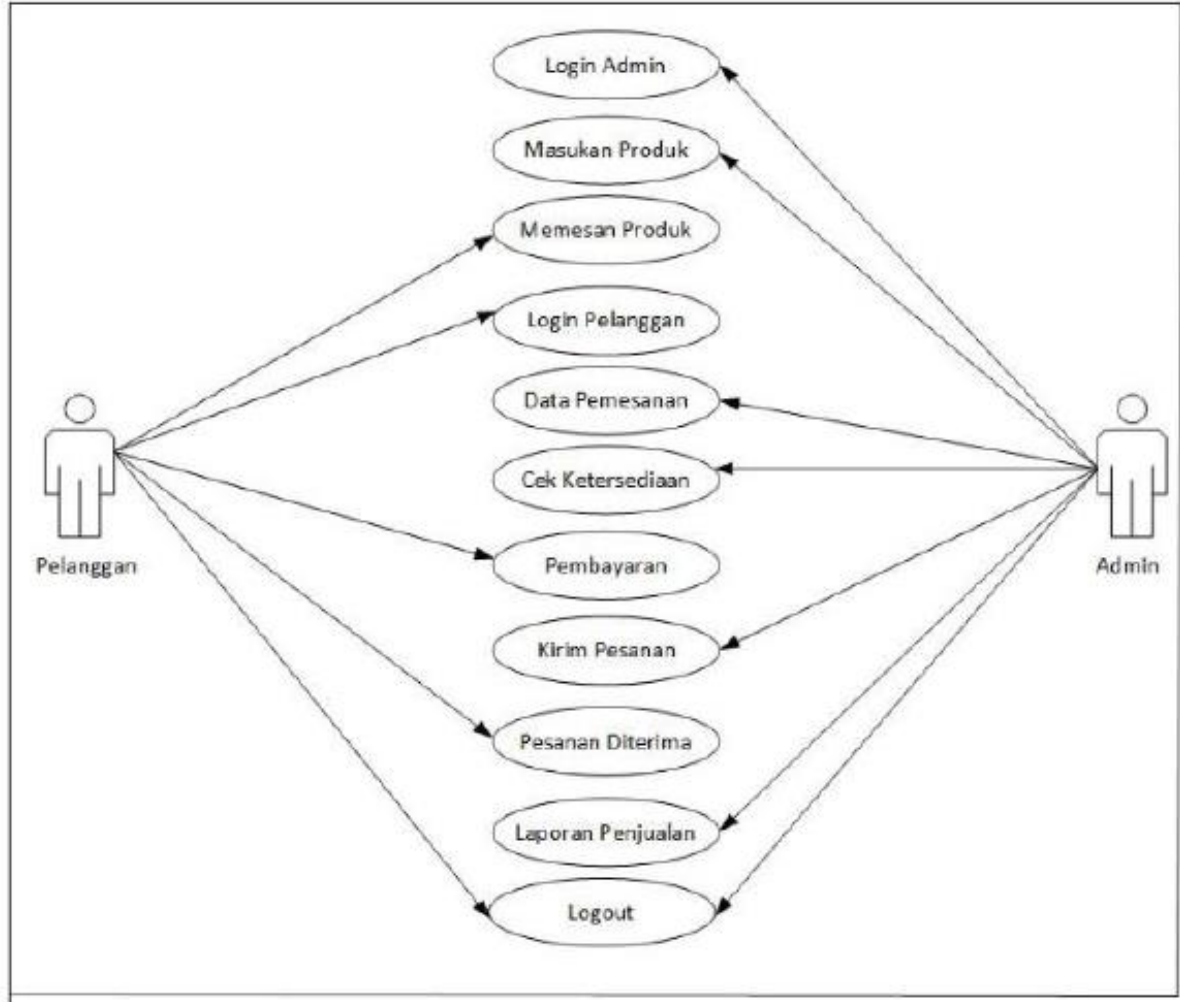 Login Admin
Masukan Produk
Memesan Produk
Login Pelanggan
Data Pemesanan
Cek Ketersediaan
Pelanggan
Pembayaran
Admin
Kirim Pesanan
Pesanan Diterima
Laporan Penjualan
Logout